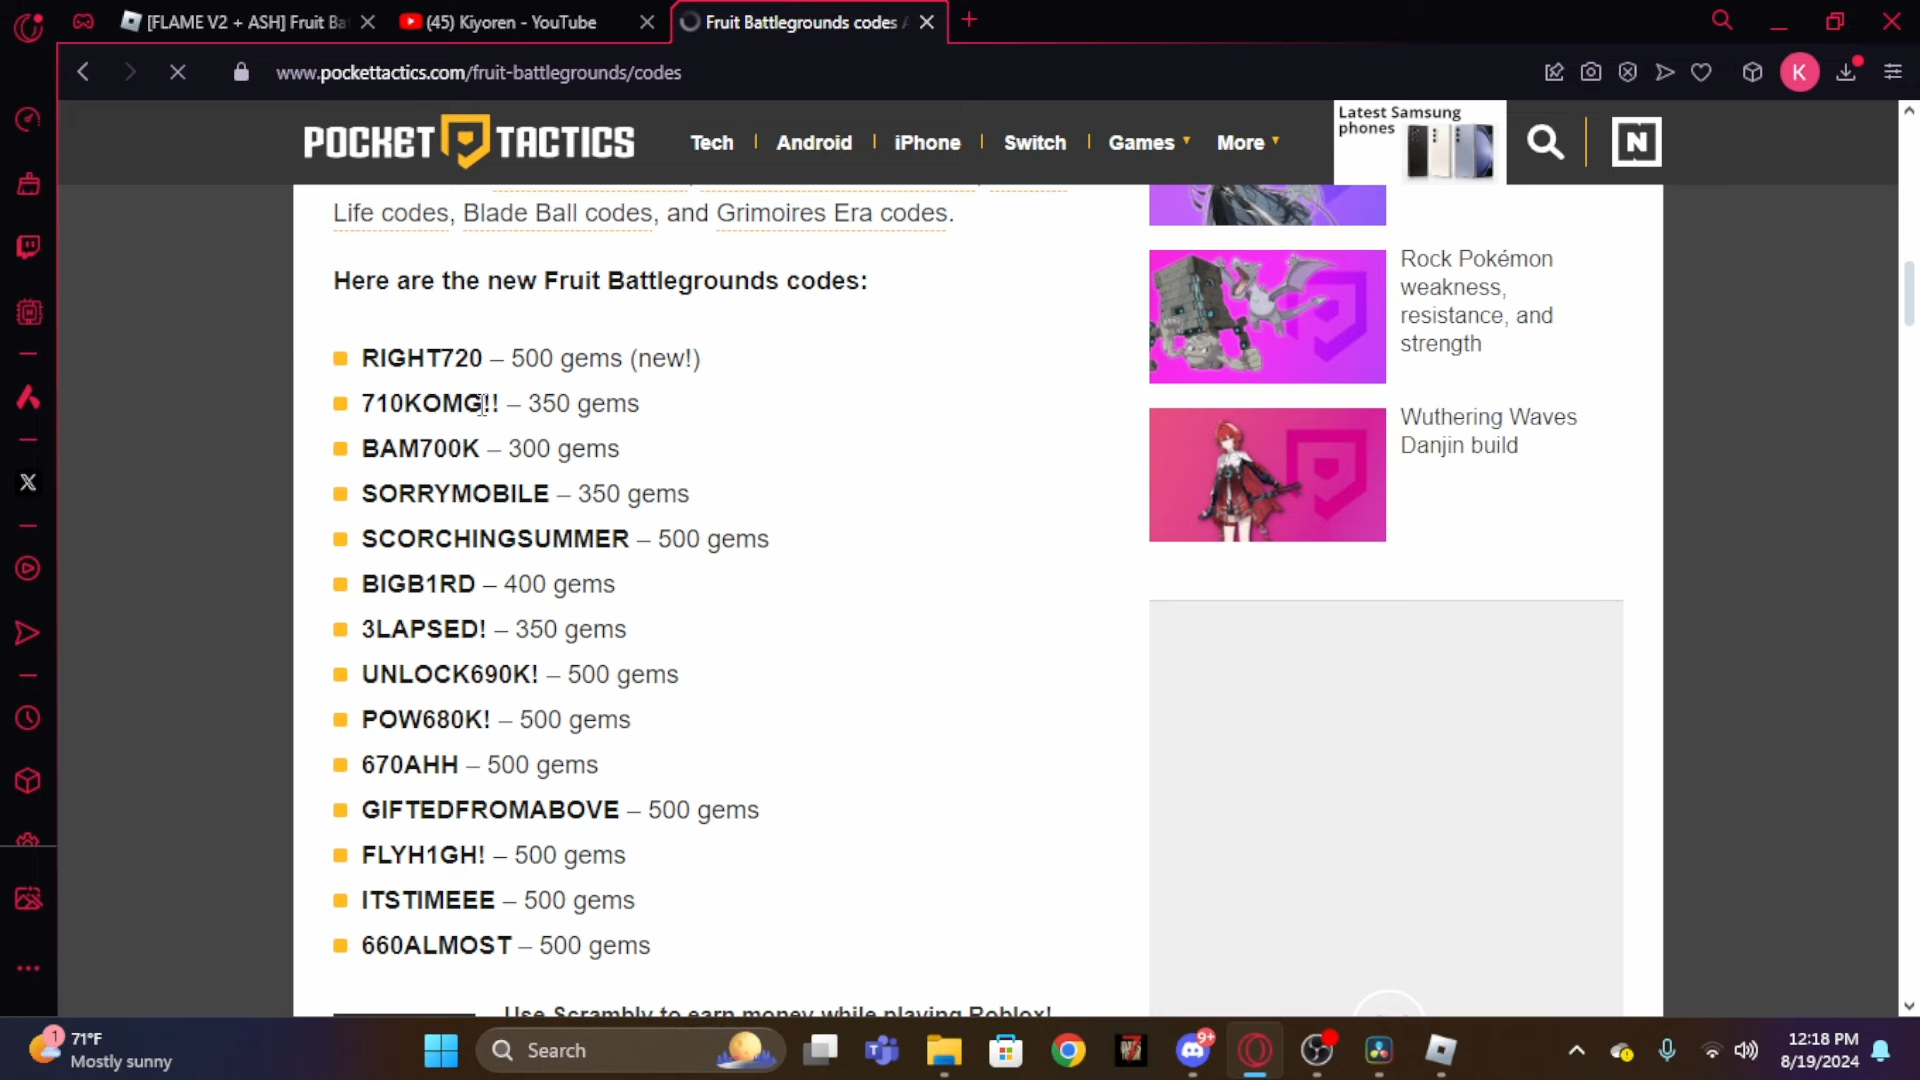 [FLAME V2 + ASH] Fruit Ba
(45) Kiyoren - YouTube
Fruit Battlegrounds codes
www.pockettactics.com/fruit-battlegrounds/codes
K
POCKET TACTICS
Tech
Android
iPhone
Switch
Games
More
Latest Samsung
phones
N
Life codes, Blade Ball codes, and Grimoires Era codes.
Here are the new Fruit Battlegrounds codes:
RIGHT720 – 500 gems (new!)
710KOMG!! – 350 gems
BAM700K – 300 gems
SORRYMOBILE – 350 gems
SCORCHINGSUMMER – 500 gems
BIGB1RD – 400 gems
3LAPSED! – 350 gems
UNLOCK690K! – 500 gems
POW680K! – 500 gems
670AHH – 500 gems
GIFTEDFROMABOVE – 500 gems
FLYH1GH! – 500 gems
ITSTIMEEE – 500 gems
660ALMOST – 500 gems
Use Scrambly to earn money while playing Roblox!
Rock Pokémon
weakness,
resistance, and
strength
Wuthering Waves
Danjin build
1
71°F
Mostly sunny
Search
9+
12:18 PM
8/19/2024